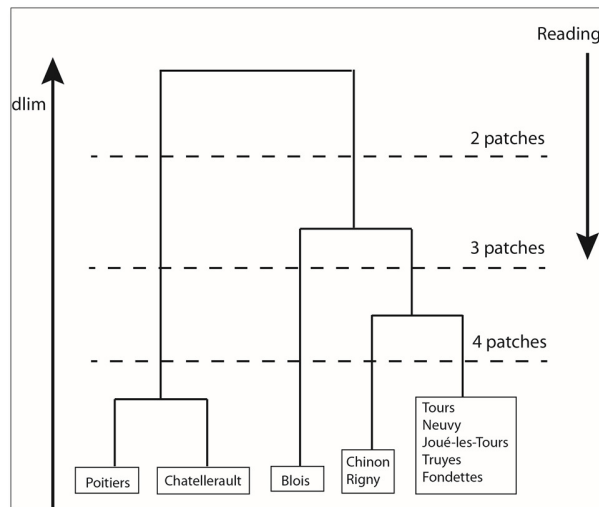 Reading
dlim
2 patches
3 patches
4 patches
Tours
Neuvy
Joué-les-Tours
Truyes
Fondettes
Chinon
Rigny
Poitiers
Chatellerault
Blois